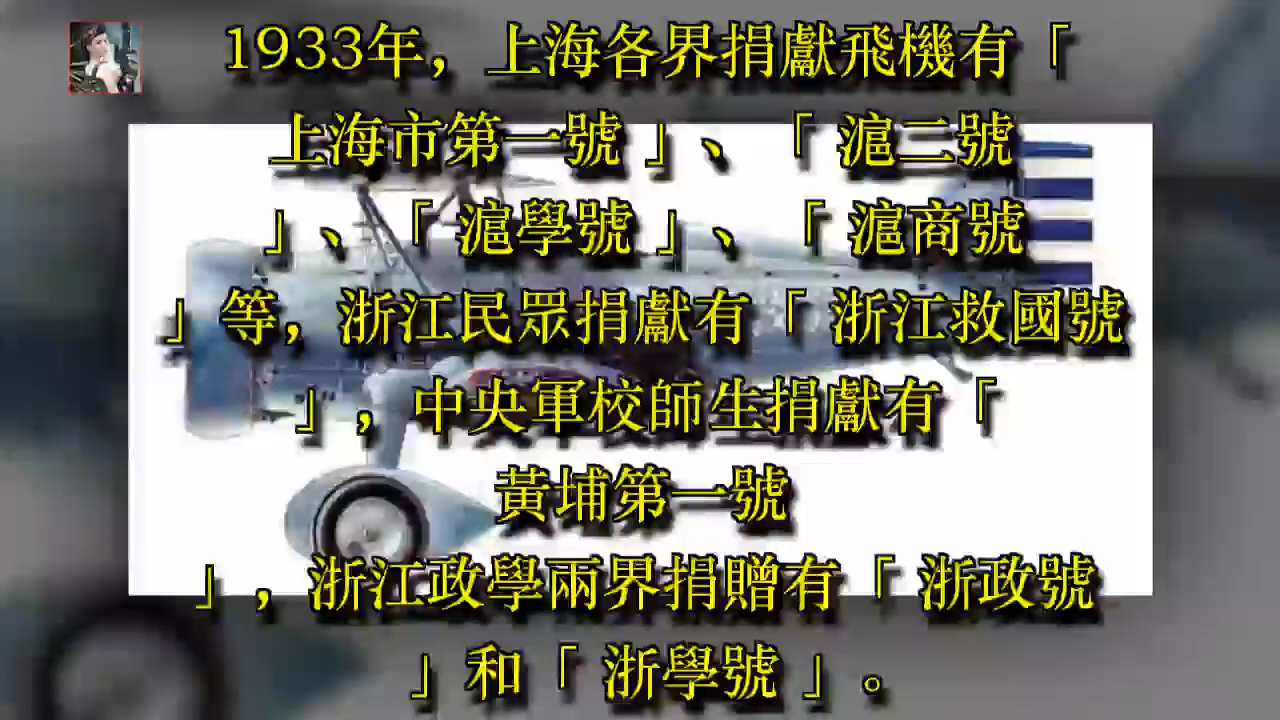 1933年，上海各界捐獻飛機有「
上海市第一號 」、「 滬二號
」、「 滬學號 」、「 滬商號
」等，浙江民眾捐獻有「 浙江救國號
」，中央軍校師生捐獻有「
黃埔第一號
」，浙江政學兩界捐贈有「 浙政號
」和「 浙學號 」。